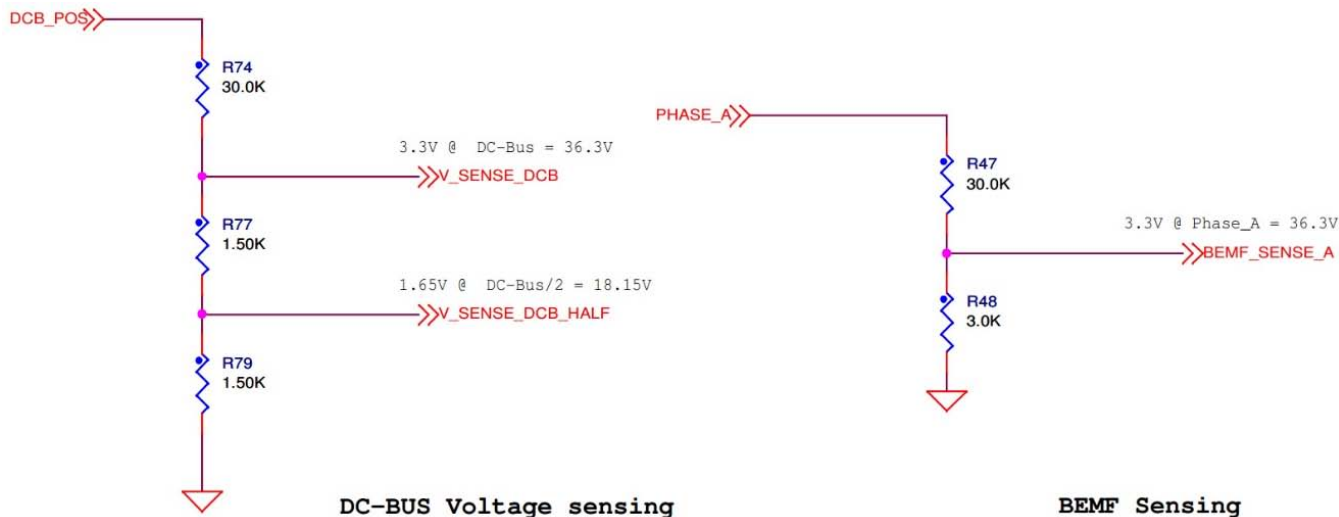 DCB_POS
R74
30.0K
3.3V @ DC-Bus = 36.3V
V_SENSE_DCB
R77
1.50K
1.65V @ DC-Bus/2 = 18.15V
V_SENSE_DCB_HALF
R79
1.50K
DC-BUS Voltage sensing
PHASE_A
R47
30.0K
3.3V @ Phase_A = 36.3V
BEMF_SENSE_A
R48
3.0K
BEMF Sensing